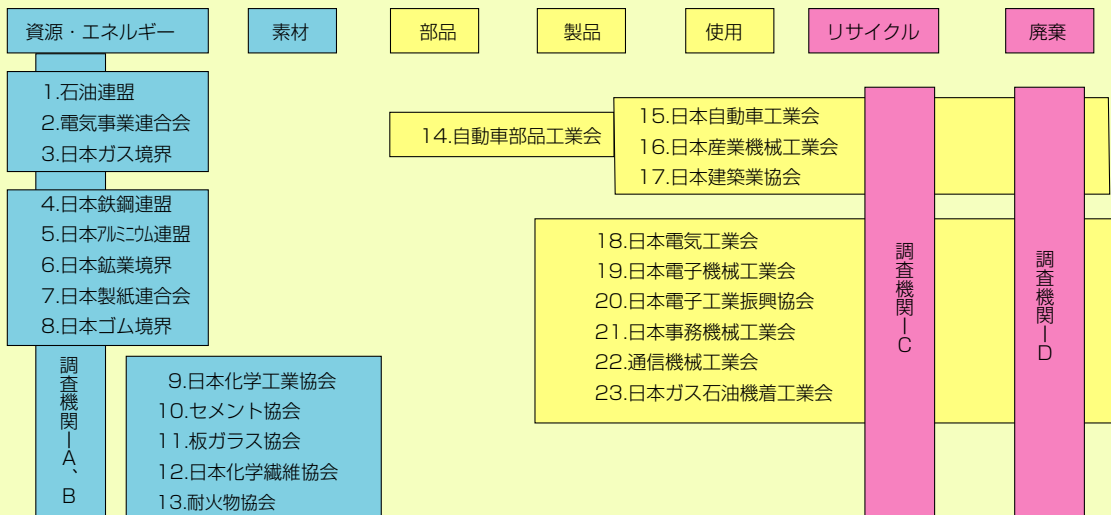 資源・エネルギー
素材
部品
製品
使用
リサイクル
廃棄
1.石油連盟
2.電気事業連合会
3.日本ガス境界
4.日本鉄鋼連盟
5.日本アルミニウム連盟
6.日本鉱業境界
7.日本製紙連合会
8.日本ゴム境界
調査機関ーA、B
9.日本化学工業協会
10.セメント協会
11.板ガラス協会
12.日本化学繊維協会
13.耐火物協会
14.自動車部品工業会
15.日本自動車工業会
16.日本産業機械工業会
17.日本建築業協会
18.日本電気工業会
19.日本電子機械工業会
20.日本電子工業振興協会
21.日本事務機械工業会
22.通信機械工業会
23.日本ガス石油機着工業会
調査機関ーC
調査機関ーD